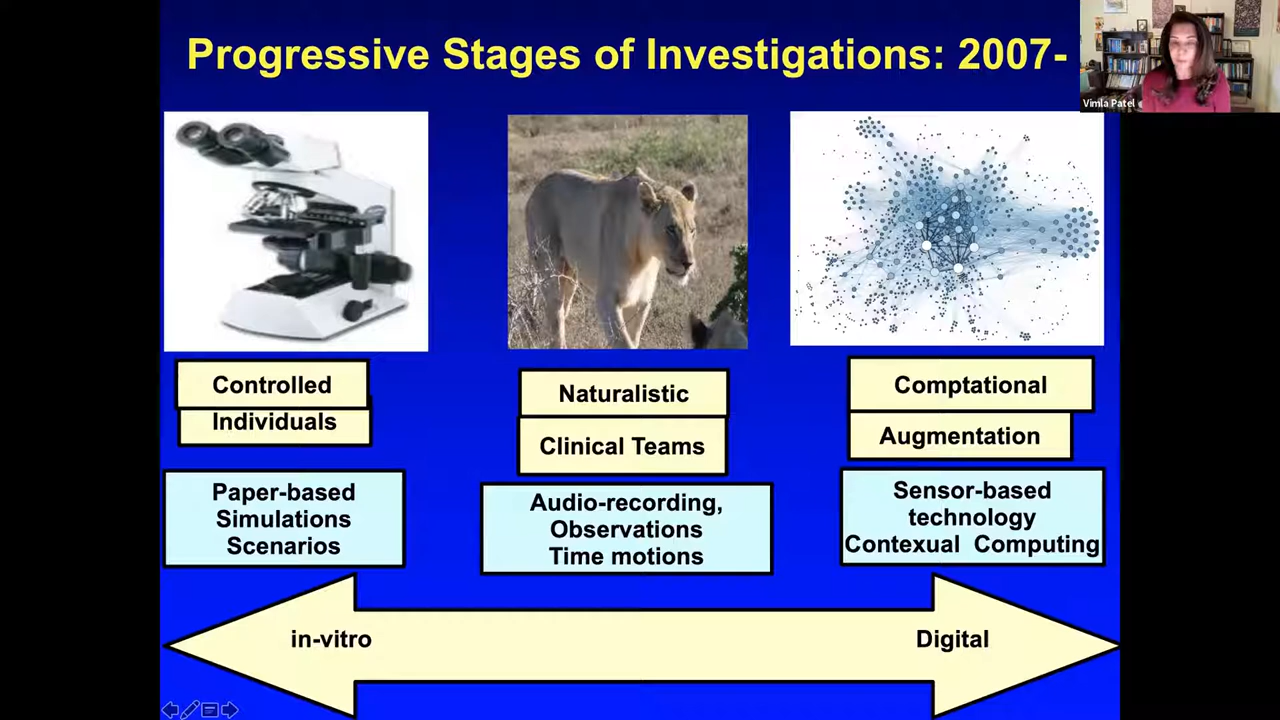 Progressive Stages of Investigations: 2007-
Vimla Patel
Controlled
Individuals
Paper-based
Simulations
Scenarios
Naturalistic
Clinical Teams
Audio-recording,
Observations
Time motions
Comptational
Augmentation
Sensor-based
technology
Contexual Computing
in-vitro
Digital